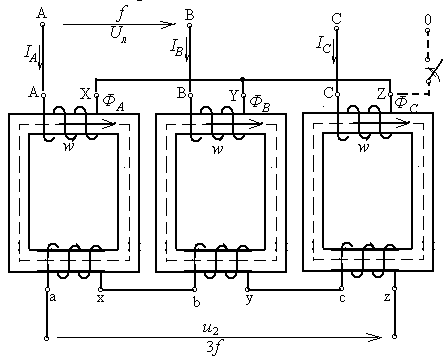 A f B C 0
U_л
I_A I_B I_C
A X Φ_A B Y Φ_B C Z Φ_C
w w w
a x b y c z
u_2
3f